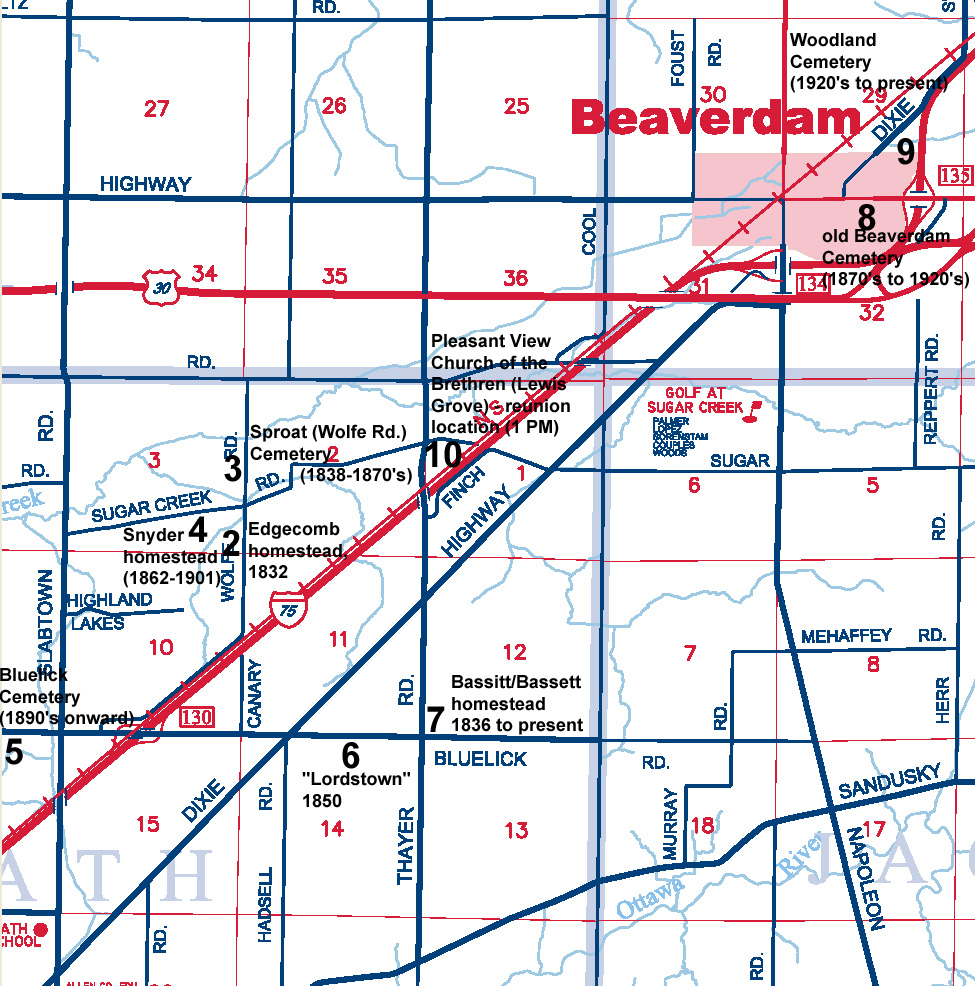 RD.
FOUST
RD.
Woodland
Cemetery
(1920's to present)
27
26
25
30
29
Beaverdam
DIXIE
9
135
HIGHWAY
COOL
8
old Beaverdam
Cemetery
(1870's to 1920's)
34
35
36
31
134
30
32
RD.
Pleasant View
Church of the
Brethren (Lewis
Grove) - reunion
location (1 PM)
NS
REPPERT RD.
GOLF AT
SUGAR CREEK
PALMER
LOPEZ
SORENSTAM
COUPLES
WOODS
RD.
RD.
Sproat (Wolfe Rd.)
Cemetery
(1838-1870's)
3
3
2
10
1
SUGAR
6
5
RD.
RD.
FINCH
HIGHWAY
reek
SUGAR CREEK
RD.
Snyder
homestead
(1862-1901)
4
2
Edgecomb
homestead,
1832
WOLFE
HIGHLAND
LAKES
SLABTOWN
75
10
11
12
7
MEHAFFEY RD.
8
Bluelick
Cemetery
(1890's onward)
130
CANARY
RD.
Bassitt/Bassett
homestead
1836 to present
7
RD.
HERR
5
6
"Lordstown"
1850
BLUELICK
RD.
SANDUSKY
DIXIE
RD.
MURRAY
15
14
13
18
17
THAYER
ATH
JAC
NAPOLEON
River
Ottawa
HADSELL
ATH
CHOOL
RD.
RD.